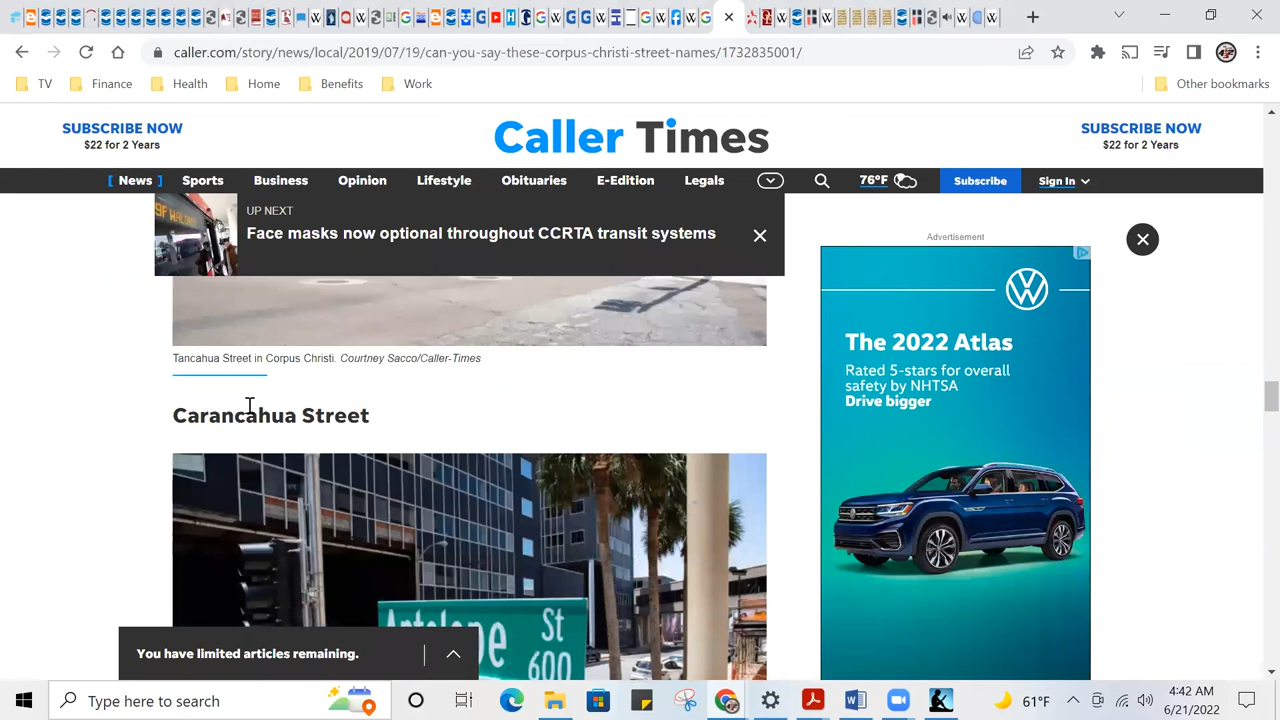 caller.com/story/news/local/2019/07/19/can-you-say-these-corpus-christi-street-names/1732835001/
TV Finance Health Home Benefits Work Other bookmarks
SUBSCRIBE NOW
$22 for 2 Years
Caller Times
SUBSCRIBE NOW
$22 for 2 Years
[ News ] Sports Business Opinion Lifestyle Obituaries E-Edition Legals 76°F Subscribe Sign In
UP NEXT
Face masks now optional throughout CCRTA transit systems
Tancahua Street in Corpus Christi. Courtney Sacco/Caller-Times
Carancahua Street
Antelope St
600
You have limited articles remaining.
Advertisement
The 2022 Atlas
Rated 5-stars for overall
safety by NHTSA
Drive bigger
Type here to search
61°F
4:42 AM
6/21/2022